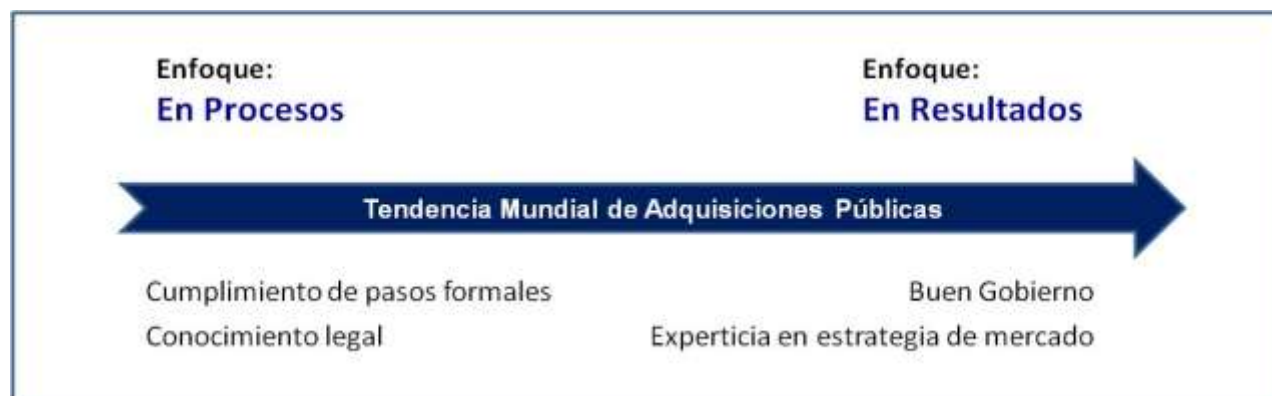 Enfoque:
En Procesos
Enfoque:
En Resultados
Tendencia Mundial de Adquisiciones Públicas
Cumplimiento de pasos formales
Conocimiento legal
Buen Gobierno
Experticia en estrategia de mercado